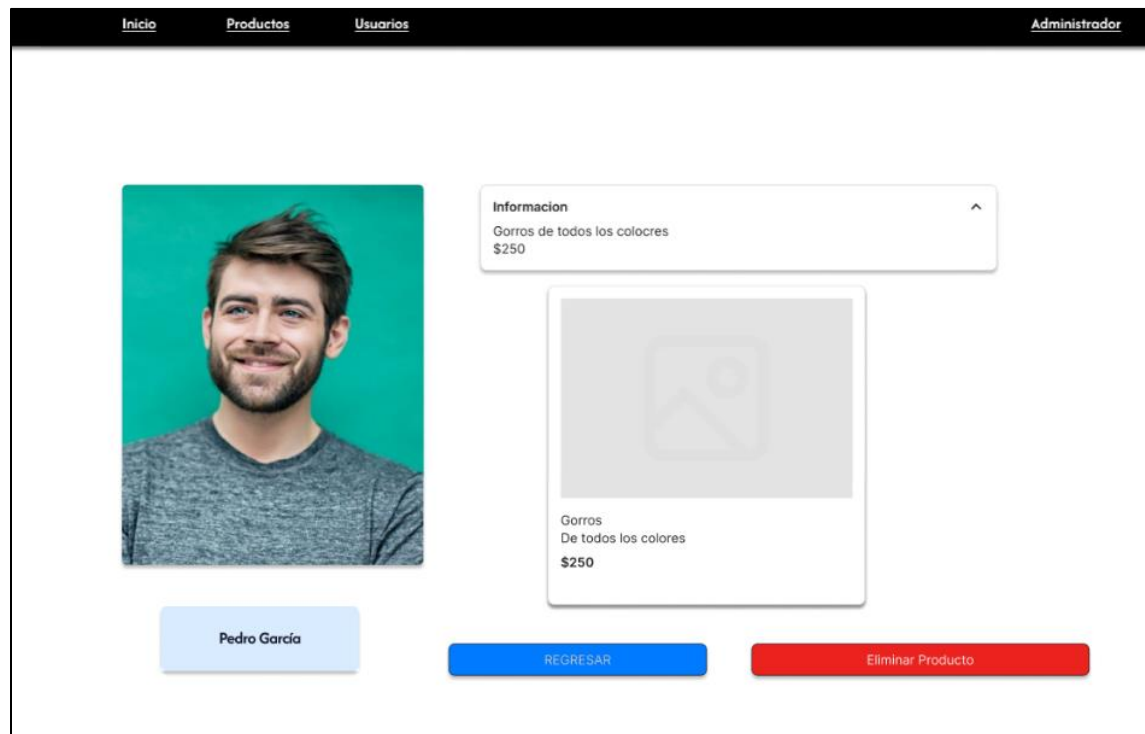 Inicio Productos Usuarios Administrador
Informacion
Gorros de todos los colocres
$250
Gorros
De todos los colores
$250
Pedro García
REGRESAR Eliminar Producto